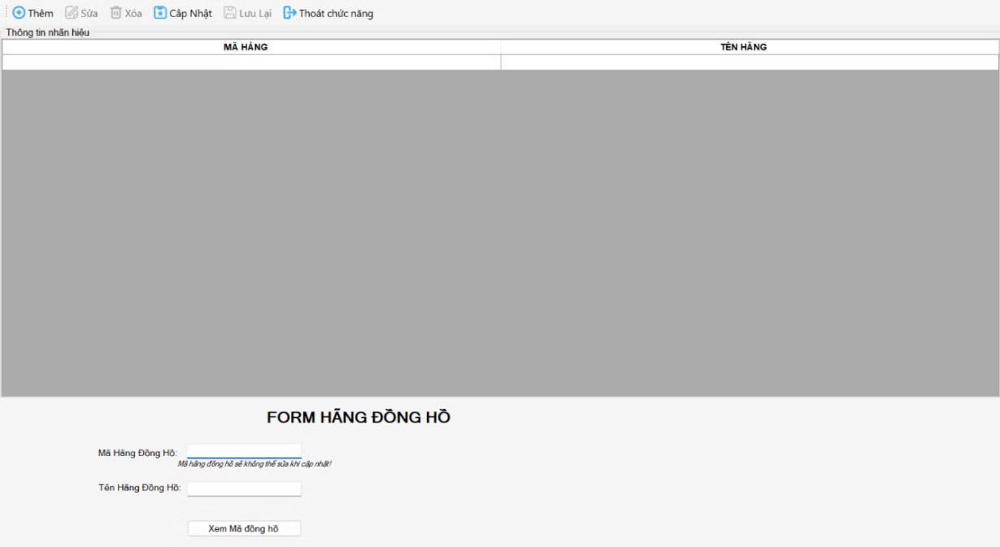 Thêm Sửa Xóa Câp Nhật Lưu Lại Thoát chức năng
Thông tin nhãn hiệu
MÃ HÃNG TÊN HÃNG
FORM HÃNG ĐỒNG HỒ
Mã Hãng Đồng Hồ:
Mã hãng đồng hồ sẽ không thể sửa khi cập nhật!
Tên Hãng Đồng Hồ:
Xem Mã đồng hồ